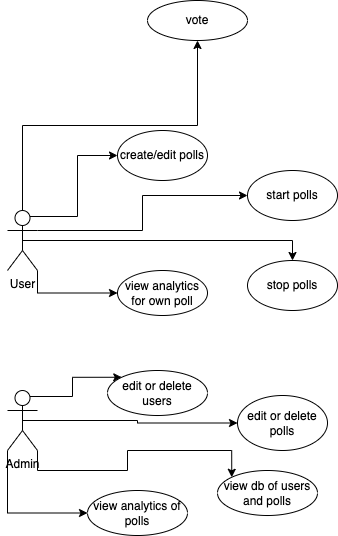 vote
create/edit polls
start polls
User
view analytics
for own poll
stop polls
edit or delete
users
edit or delete
polls
Admin
view db of users
and polls
view analytics of
polls